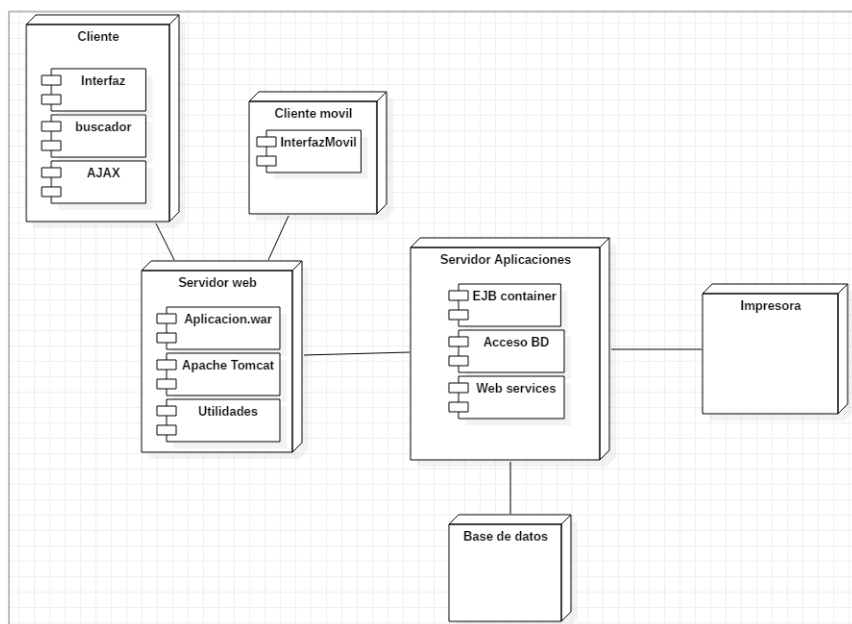 Cliente
Interfaz
buscador
AJAX
Cliente movil
InterfazMovil
Servidor web
Aplicacion.war
Apache Tomcat
Utilidades
Servidor Aplicaciones
EJB container
Acceso BD
Web services
Impresora
Base de datos